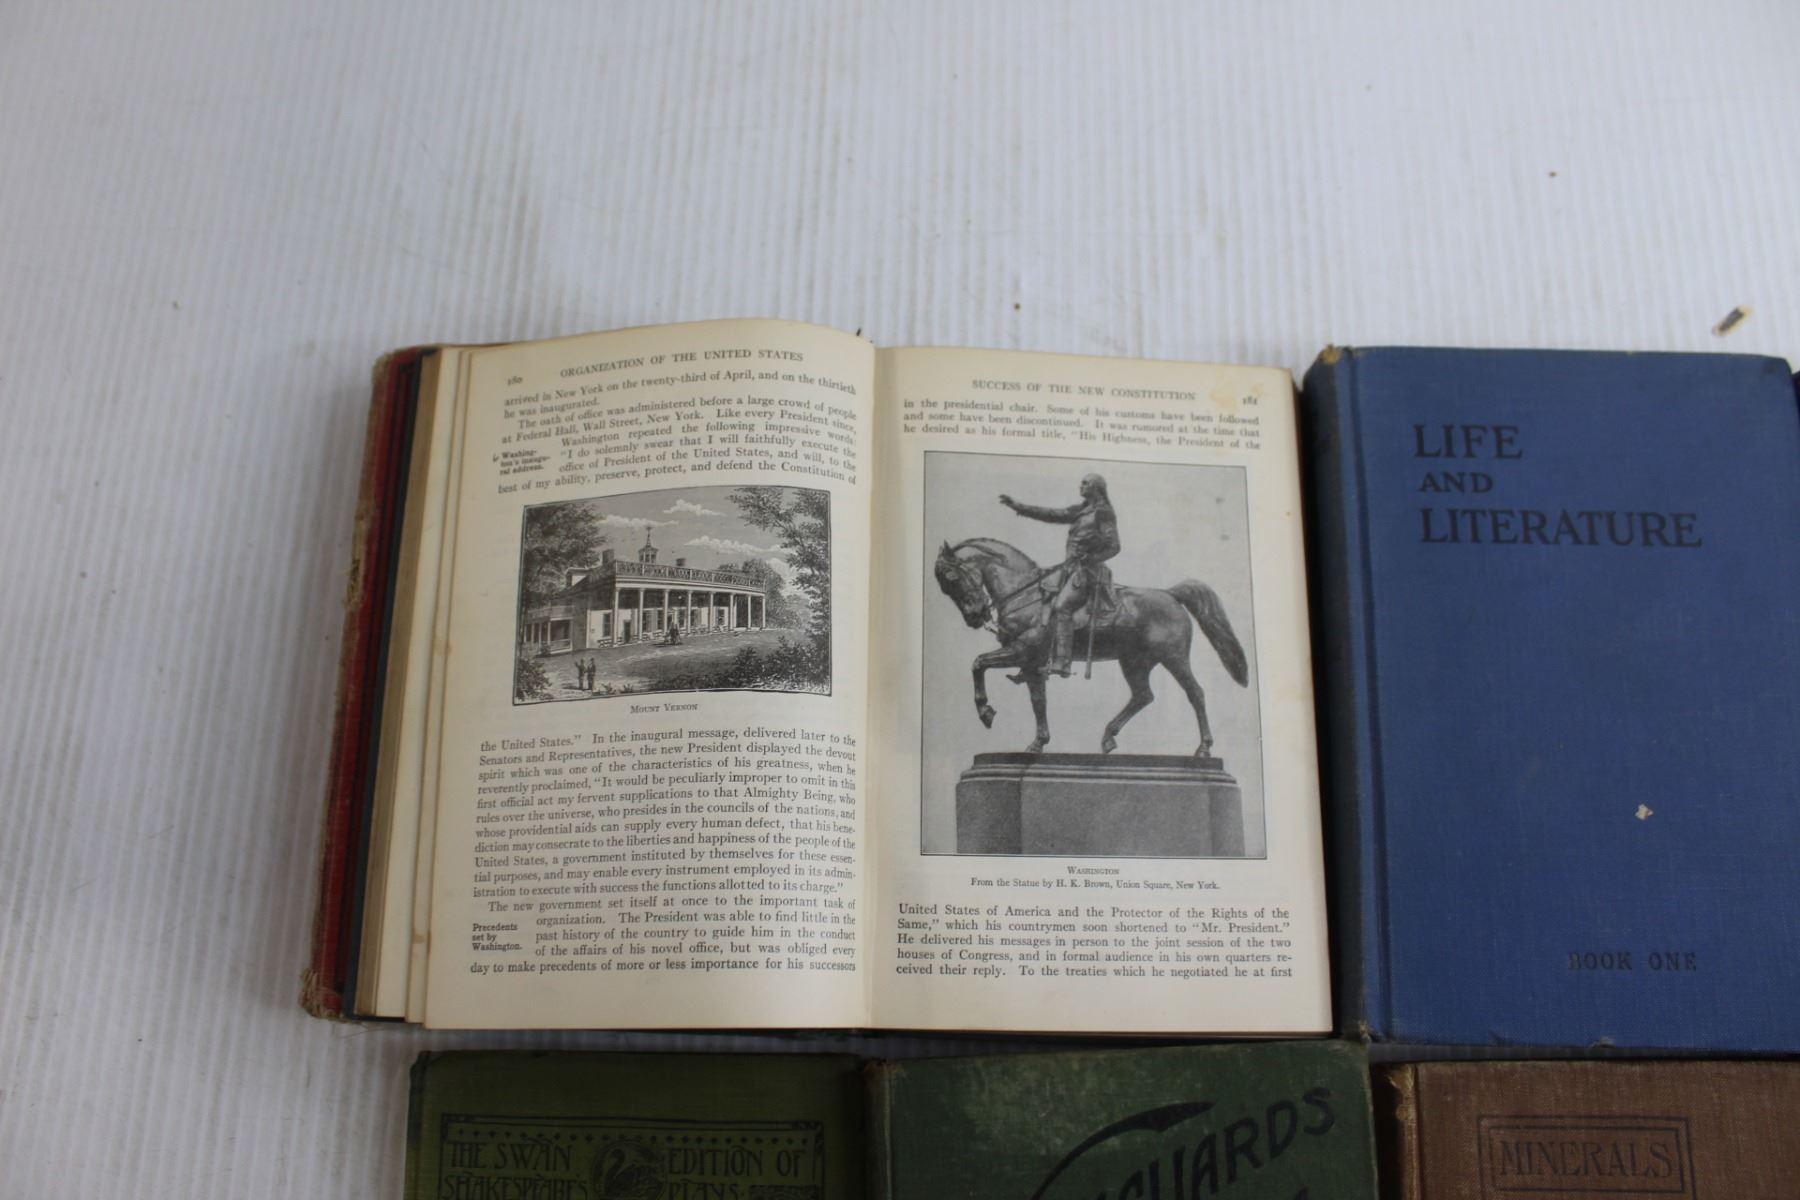 180
ORGANIZATION OF THE UNITED STATES
arrived in New York on the twenty-third of April, and on the thirtieth
he was inaugurated.
The oath of office was administered before a large crowd of people
at Federal Hall, Wall Street, New York. Like every President since,
Washington repeated the following impressive words:
Washing-
ton's inaugu-
ral address.
"I do solemnly swear that I will faithfully execute the
office of President of the United States, and will, to the
best of my ability, preserve, protect, and defend the Constitution of
MOUNT VERNON
the United States." In the inaugural message, delivered later to the
Senators and Representatives, the new President displayed the devout
spirit which was one of the characteristics of his greatness, when he
reverently proclaimed, "It would be peculiarly improper to omit in this
first official act my fervent supplications to that Almighty Being, who
rules over the universe, who presides in the councils of the nations, and
whose providential aids can supply every human defect, that his bene-
diction may consecrate to the liberties and happiness of the people of the
United States, a government instituted by themselves for these essen-
tial purposes, and may enable every instrument employed in its admin-
istration to execute with success the functions allotted to its charge."
The new government set itself at once to the important task of
Precedents
set by
Washington.
organization. The President was able to find little in the
past history of the country to guide him in the conduct
of the affairs of his novel office, but was obliged every
day to make precedents of more or less importance for his successors
SUCCESS OF THE NEW CONSTITUTION
181
in the presidential chair. Some of his customs have been followed
and some have been discontinued. It was rumored at the time that
he desired as his formal title, "His Highness, the President of the
WASHINGTON
From the Statue by H. K. Brown, Union Square, New York.
United States of America and the Protector of the Rights of the
Same," which his countrymen soon shortened to "Mr. President."
He delivered his messages in person to the joint session of the two
houses of Congress, and in formal audience in his own quarters re-
ceived their reply. To the treaties which he negotiated he at first
LIFE
AND
LITERATURE
BOOK ONE
THE SWAN EDITION OF
SHAKESPEARE'S PLAYS
MINERALS